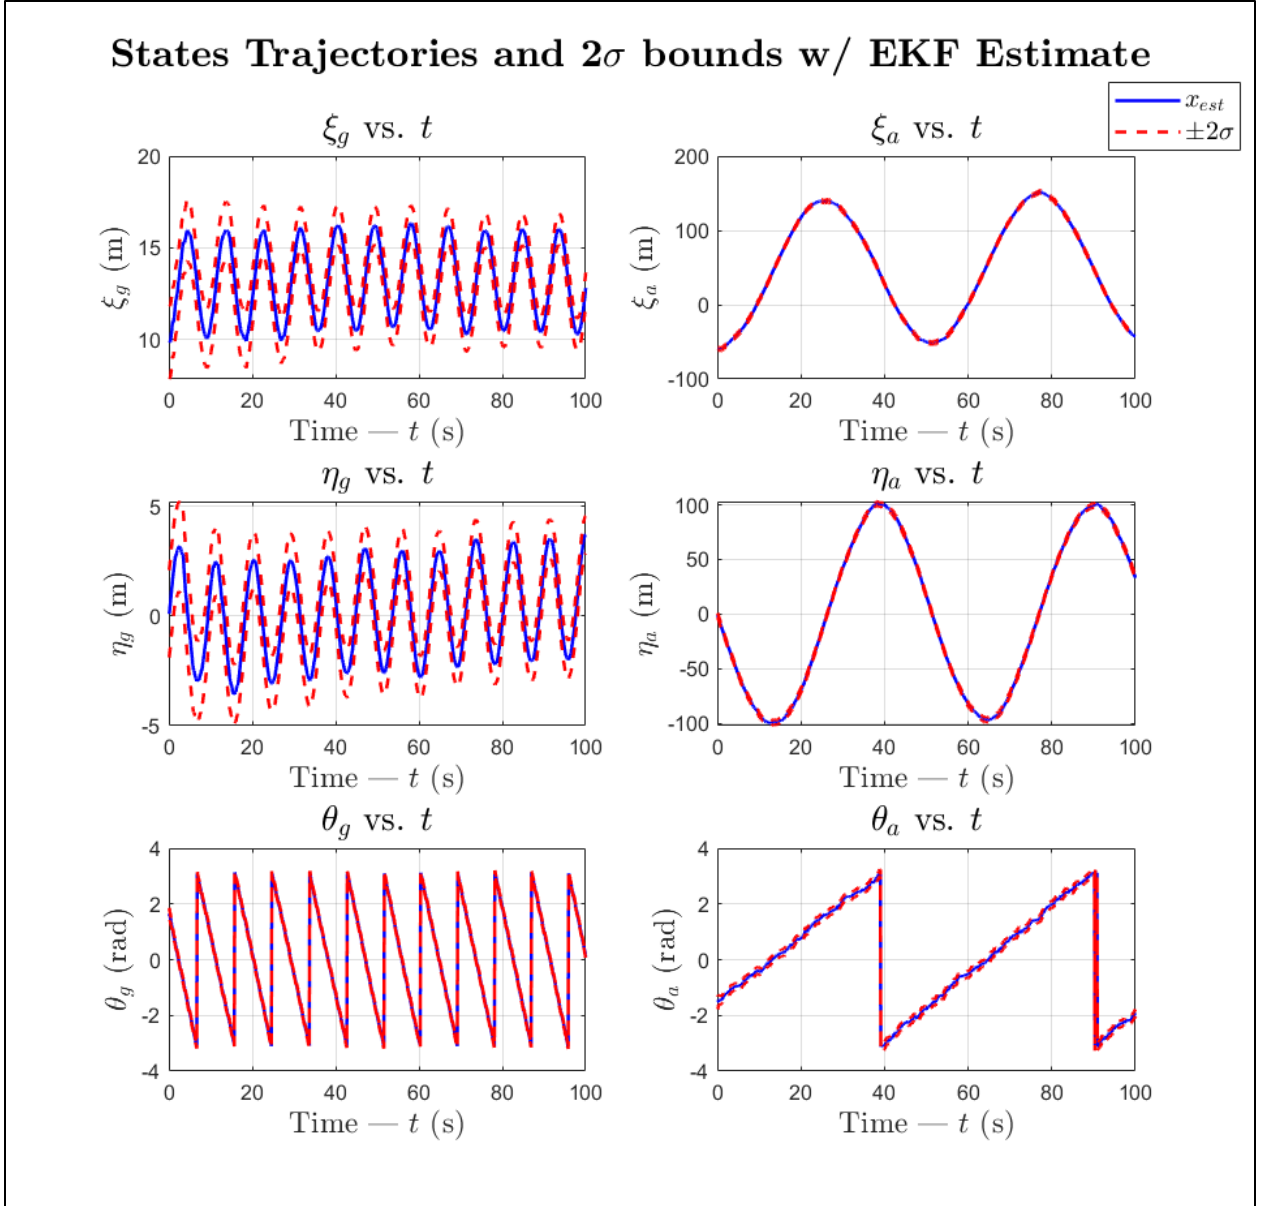 States Trajectories and 2σ bounds w/ EKF Estimate
x_est
±2σ
ξ_g vs. t
20
15
10
ξ_g (m)
0 20 40 60 80 100
Time — t (s)
ξ_a vs. t
200
100
0
-100
ξ_a (m)
0 20 40 60 80 100
Time — t (s)
η_g vs. t
5
0
-5
η_g (m)
0 20 40 60 80 100
Time — t (s)
η_a vs. t
100
50
0
-50
-100
η_a (m)
0 20 40 60 80 100
Time — t (s)
θ_g vs. t
4
2
0
-2
-4
θ_g (rad)
0 20 40 60 80 100
Time — t (s)
θ_a vs. t
4
2
0
-2
-4
θ_a (rad)
0 20 40 60 80 100
Time — t (s)